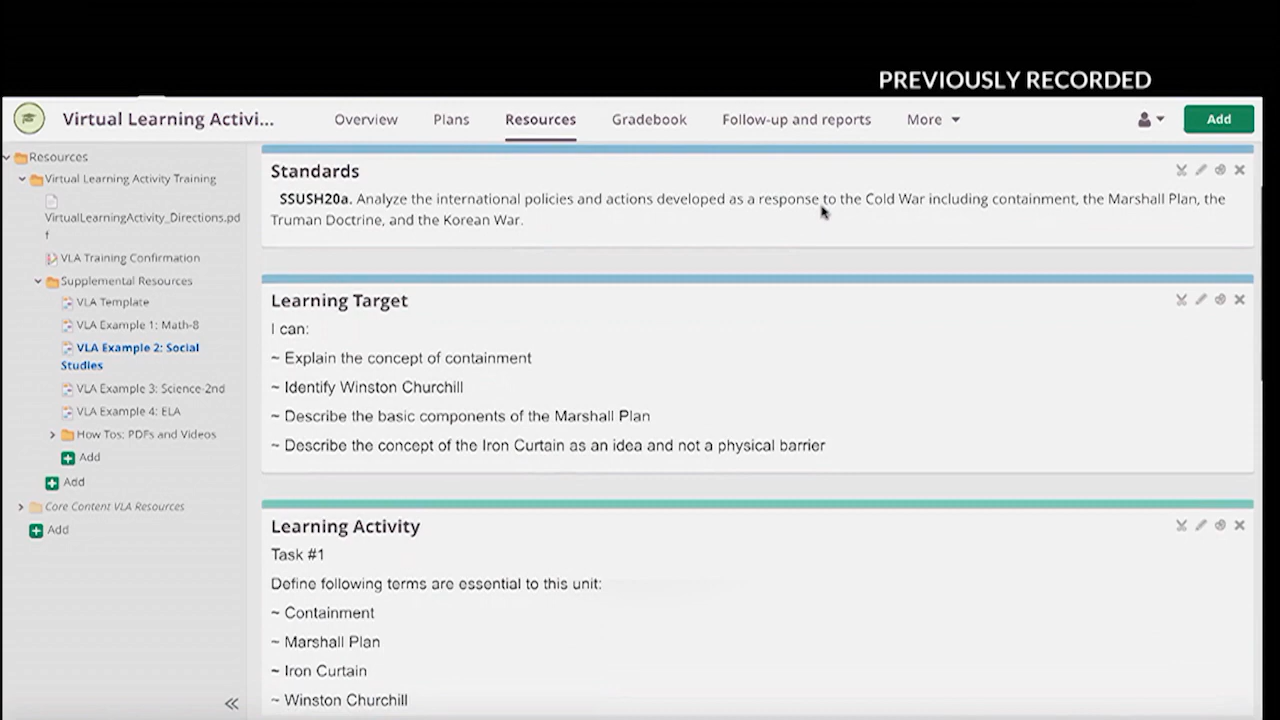 PREVIOUSLY RECORDED
Virtual Learning Activi...
Overview
Plans
Resources
Gradebook
Follow-up and reports
More
Add
Resources
Virtual Learning Activity Training
VirtualLearningActivity_Directions.pd
f
VLA Training Confirmation
Supplemental Resources
VLA Template
VLA Example 1: Math-8
VLA Example 2: Social
Studies
VLA Example 3: Science-2nd
VLA Example 4: ELA
How Tos: PDFs and Videos
Add
Add
Core Content VLA Resources
Add
Standards
SSUSH20a. Analyze the international policies and actions developed as a response to the Cold War including containment, the Marshall Plan, the
Truman Doctrine, and the Korean War.
Learning Target
I can:
~ Explain the concept of containment
~ Identify Winston Churchill
~ Describe the basic components of the Marshall Plan
~ Describe the concept of the Iron Curtain as an idea and not a physical barrier
Learning Activity
Task #1
Define following terms are essential to this unit:
~ Containment
~ Marshall Plan
~ Iron Curtain
~ Winston Churchill